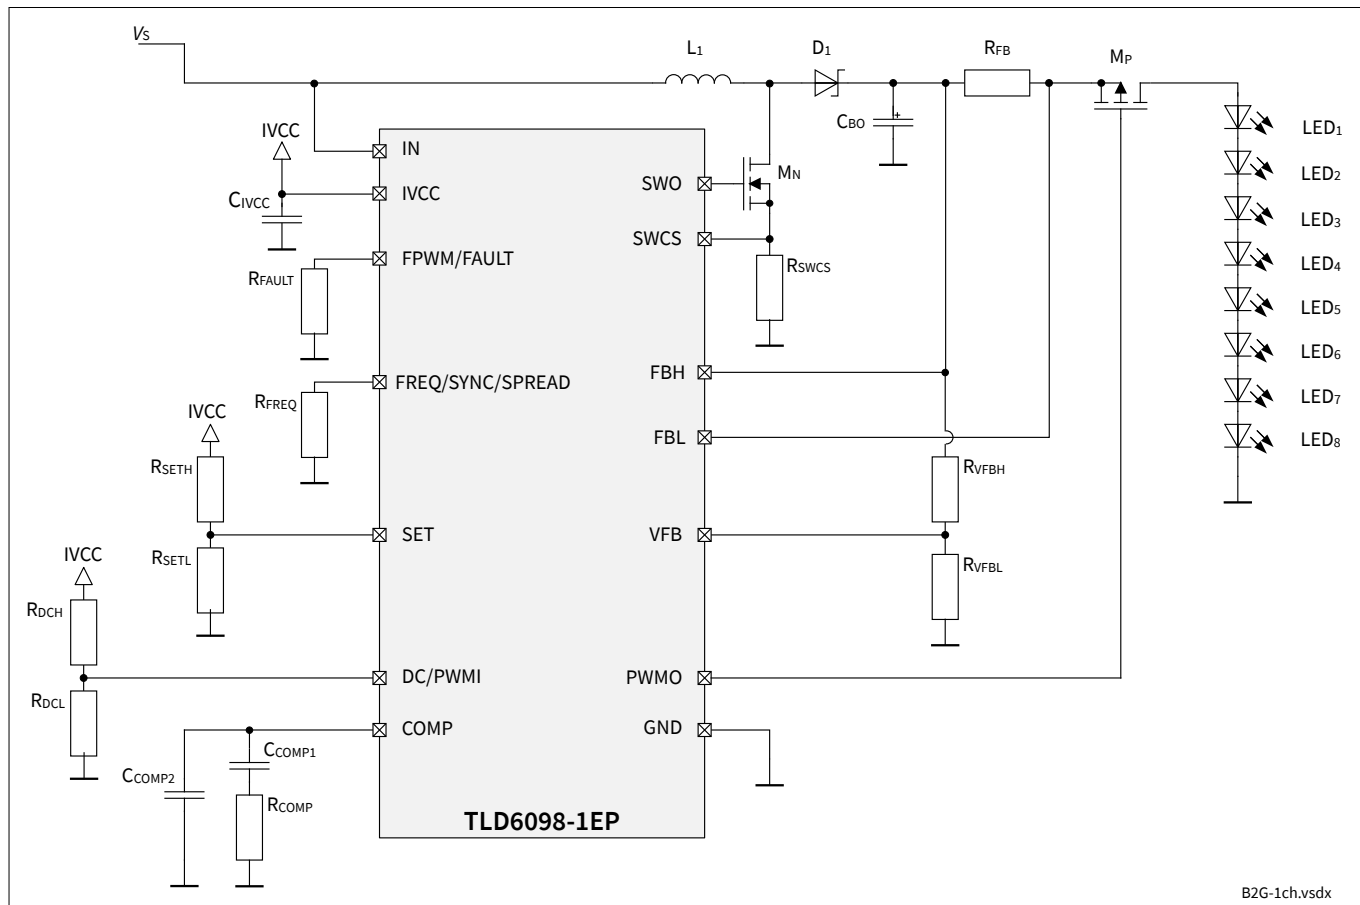 VS
L1
D1
RFB
MP
CBO
LED1
LED2
LED3
LED4
LED5
LED6
LED7
LED8
IVCC
CIVCC
IN
IVCC
FPWM/FAULT
RFAULT
FREQ/SYNC/SPREAD
RFREQ
IVCC
RSETH
RSETL
SET
IVCC
RDCH
RDCL
DC/PWMI
COMP
CCOMP1
CCOMP2
RCOMP
SWO
MN
SWCS
RSWCS
FBH
FBL
RVFBH
VFB
RVFBL
PWMO
GND
TLD6098-1EP
B2G-1ch.vsdx